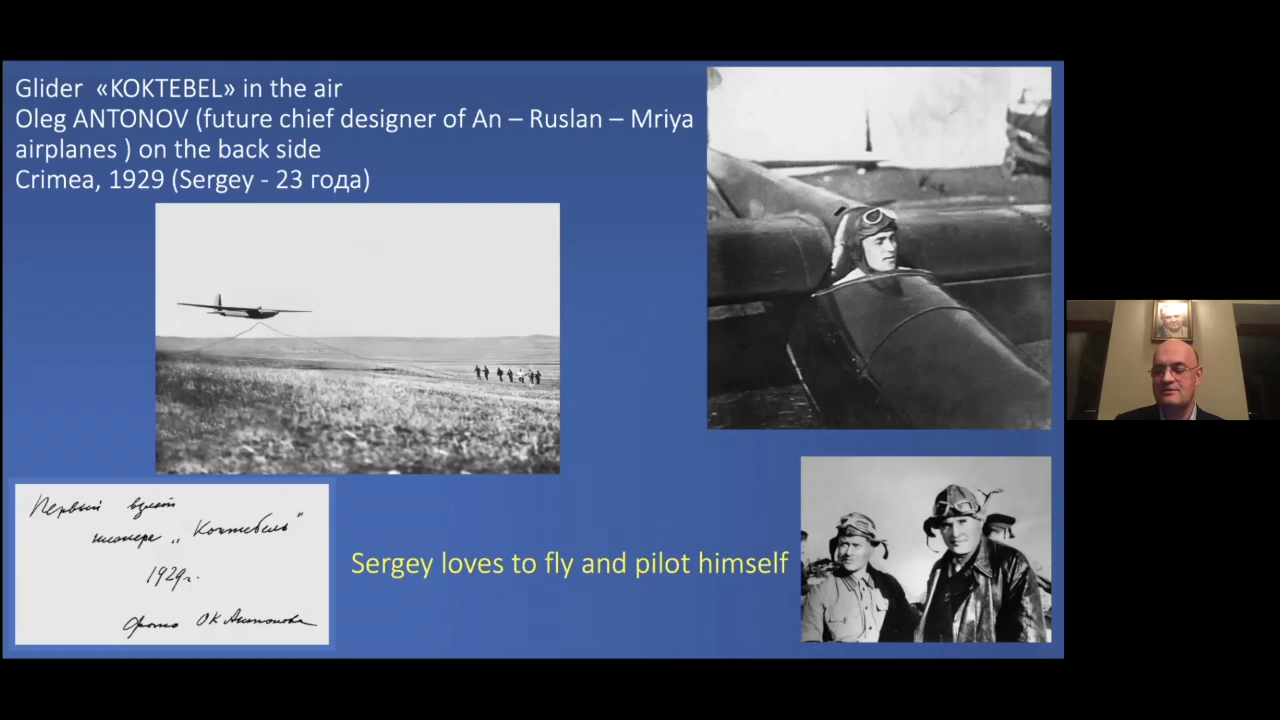 Glider «KOKTEBEL» in the air
Oleg ANTONOV (future chief designer of An – Ruslan – Mriya
airplanes ) on the back side
Crimea, 1929 (Sergey - 23 года)
Первый взлет
планера „Коктебель"
1929г.
Фото ОК Антонова
Sergey loves to fly and pilot himself